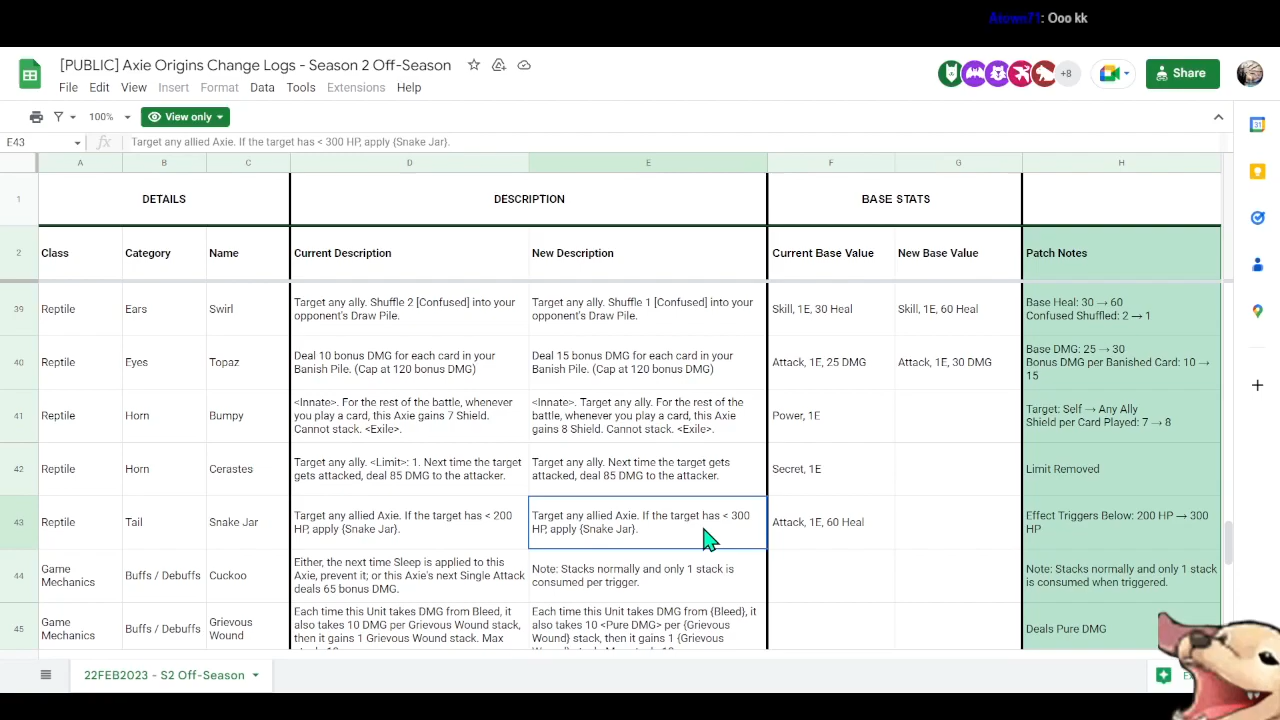 Asown71: Ooo kk
[PUBLIC] Axie Origins Change Logs - Season 2 Off-Season
+8
Share
File Edit View Insert Format Data Tools Extensions Help
100% View only
E43 fx Target any allied Axie. If the target has < 300 HP, apply {Snake Jar}.
A B C D E F G H
1 DETAILS DESCRIPTION BASE STATS
2 Class Category Name Current Description New Description Current Base Value New Base Value Patch Notes
39 Reptile Ears Swirl
Target any ally. Shuffle 2 [Confused] into your
opponent's Draw Pile.
Target any ally. Shuffle 1 [Confused] into your
opponent's Draw Pile.
Skill, 1E, 30 Heal
Skill, 1E, 60 Heal
Base Heal: 30 → 60
Confused Shuffled: 2 → 1
40 Reptile Eyes Topaz
Deal 10 bonus DMG for each card in your
Banish Pile. (Cap at 120 bonus DMG)
Deal 15 bonus DMG for each card in your
Banish Pile. (Cap at 120 bonus DMG)
Attack, 1E, 25 DMG
Attack, 1E, 30 DMG
Base DMG: 25 → 30
Bonus DMG per Banished Card: 10 →
15
41 Reptile Horn Bumpy
<Innate>. For the rest of the battle, whenever
you play a card, this Axie gains 7 Shield.
Cannot stack. <Exile>.
<Innate>. Target any ally. For the rest of the
battle, whenever you play a card, this Axie
gains 8 Shield. Cannot stack. <Exile>.
Power, 1E
Target: Self → Any Ally
Shield per Card Played: 7 → 8
42 Reptile Horn Cerastes
Target any ally. <Limit>: 1. Next time the target
gets attacked, deal 85 DMG to the attacker.
Target any ally. Next time the target gets
attacked, deal 85 DMG to the attacker.
Secret, 1E
Limit Removed
43 Reptile Tail Snake Jar
Target any allied Axie. If the target has < 200
HP, apply {Snake Jar}.
Target any allied Axie. If the target has < 300
HP, apply {Snake Jar}.
Attack, 1E, 60 Heal
Effect Triggers Below: 200 HP → 300
HP
44 Game
Mechanics
Buffs / Debuffs Cuckoo
Either, the next time Sleep is applied to this
Axie, prevent it; or this Axie's next Single Attack
deals 65 bonus DMG.
Note: Stacks normally and only 1 stack is
consumed per trigger.
Note: Stacks normally and only 1 stack
is consumed when triggered.
45 Game
Mechanics
Buffs / Debuffs
Grievous
Wound
Each time this Unit takes DMG from Bleed, it
also takes 10 DMG per Grievous Wound stack,
then it gains 1 Grievous Wound stack. Max
Each time this Unit takes DMG from {Bleed}, it
also takes 10 <Pure DMG> per {Grievous
Wound} stack, then it gains 1 {Grievous
Deals Pure DMG
22FEB2023 - S2 Off-Season